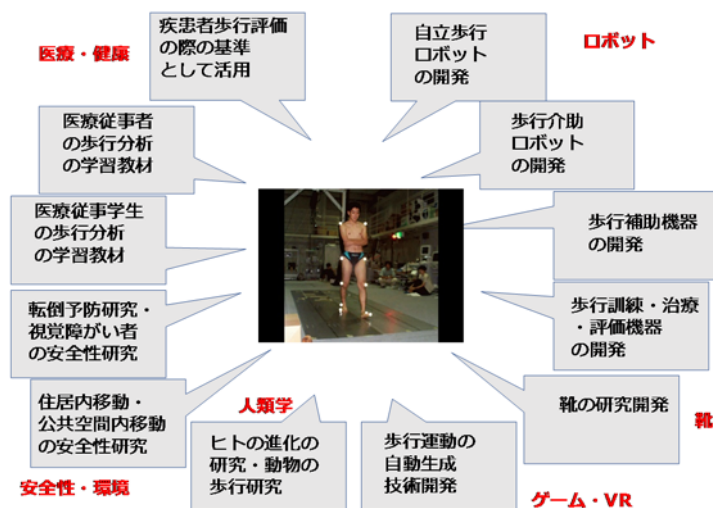 医療・健康
疾患者歩行評価
の際の基準
として活用
自立歩行
ロボット
の開発
ロボット
医療従事者
の歩行分析
の学習教材
歩行介助
ロボット
の開発
医療従事学生
の歩行分析
の学習教材
歩行補助機器
の開発
転倒予防研究・
視覚障がい者
の安全性研究
歩行訓練・治療
・評価機器
の開発
住居内移動・
公共空間内移動
の安全性研究
人類学
ヒトの進化の
研究・動物の
歩行研究
歩行運動の
自動生成
技術開発
靴の研究開発
靴
安全性・環境
ゲーム・VR